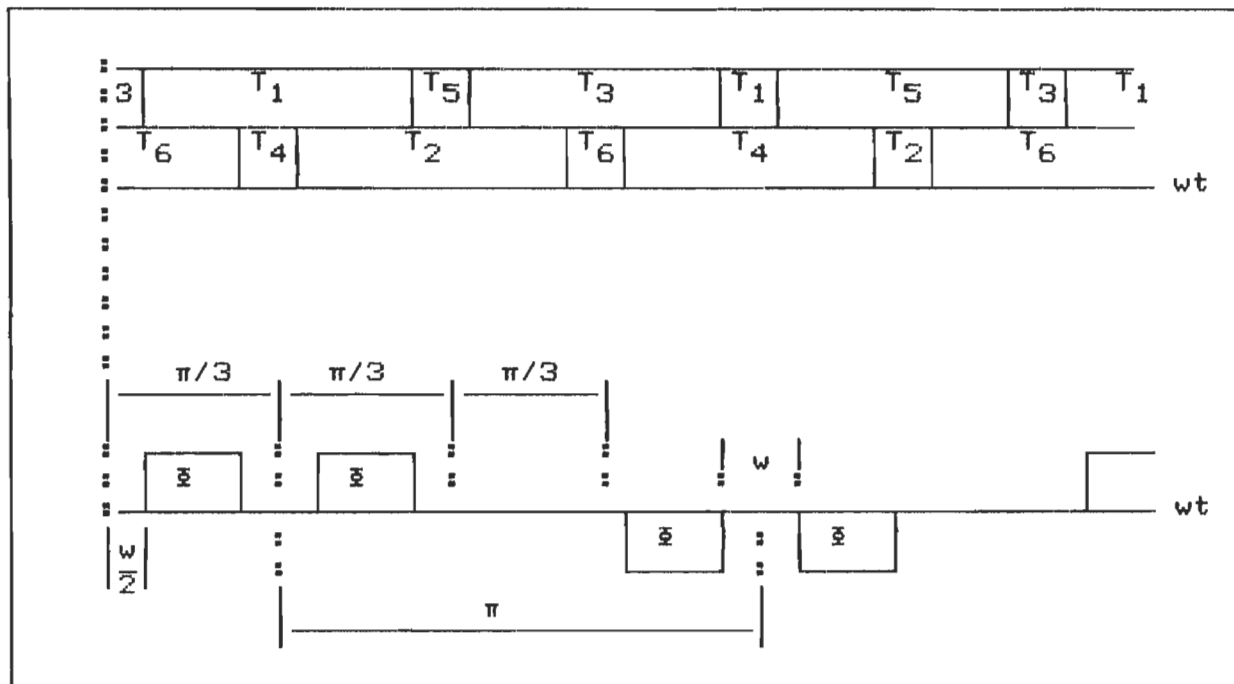 3 T1 T5 T3 T1 T5 T3 T1
T6 T4 T2 T6 T4 T2 T6
wt
π/3 π/3 π/3
w
Φ Φ
wt
Φ Φ
w/2
π